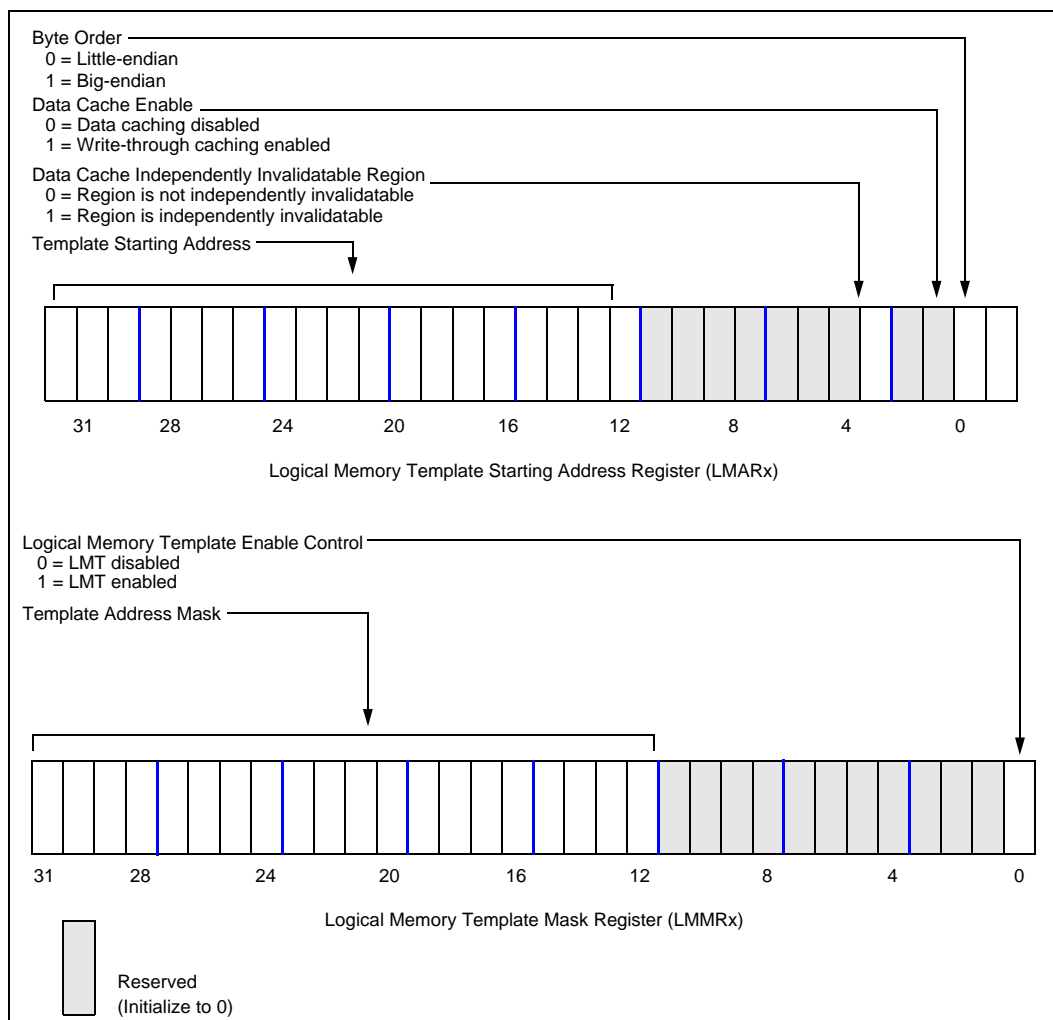 Byte Order
0 = Little-endian
1 = Big-endian
Data Cache Enable
0 = Data caching disabled
1 = Write-through caching enabled
Data Cache Independently Invalidatable Region
0 = Region is not independently invalidatable
1 = Region is independently invalidatable
Template Starting Address
31 28 24 20 16 12 8 4 0
Logical Memory Template Starting Address Register (LMARx)
Logical Memory Template Enable Control
0 = LMT disabled
1 = LMT enabled
Template Address Mask
31 28 24 20 16 12 8 4 0
Logical Memory Template Mask Register (LMMRx)
Reserved
(Initialize to 0)